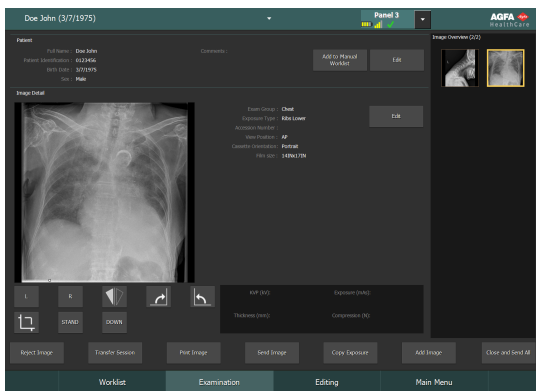 Doe John (3/7/1975)
Panel 3
AGFA
HealthCare
Patient
Full Name : Doe John
Patient Identification : 0123456
Birth Date : 3/7/1975
Sex : Male
Comments :
Add to Manual
Worklist
Edit
Image Overview (2/2)
Image Detail
Exam Group : Chest
Exposure Type : Ribs Lower
Accession Number :
View Position : AP
Cassette Orientation: Portrait
Film size : 14INx17IN
Edit
L
R
STAND
DOWN
KVP (kV):
Exposure (mAs):
Thickness (mm):
Compression (N):
Reject Image
Transfer Session
Print Image
Send Image
Copy Exposure
Add Image
Close and Send All
Worklist
Examination
Editing
Main Menu